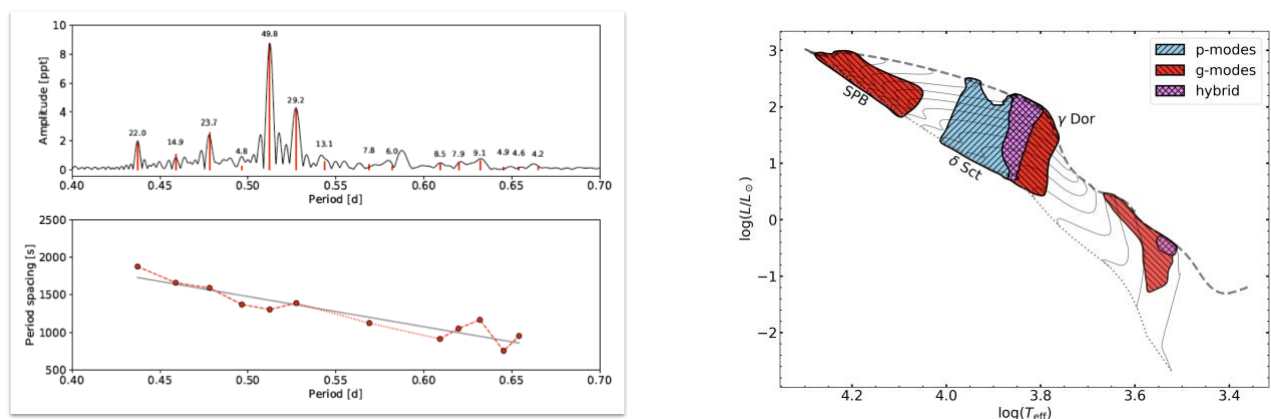 10
8
6
4
2
0
Amplitude [ppt]
22.0
14.9
23.7
4.8
49.8
29.2
13.1
7.8
6.0
8.5
7.9
9.1
4.9
4.6
4.2
0.40 0.45 0.50 0.55 0.60 0.65 0.70
Period [d]
2500
2000
1500
1000
500
Period spacing [s]
0.40 0.45 0.50 0.55 0.60 0.65 0.70
Period [d]
3
2
1
0
−1
−2
log(L/L⊙)
p-modes
g-modes
hybrid
SPB
δ Sct
γ Dor
4.2 4.0 3.8 3.6 3.4
log(Teff)